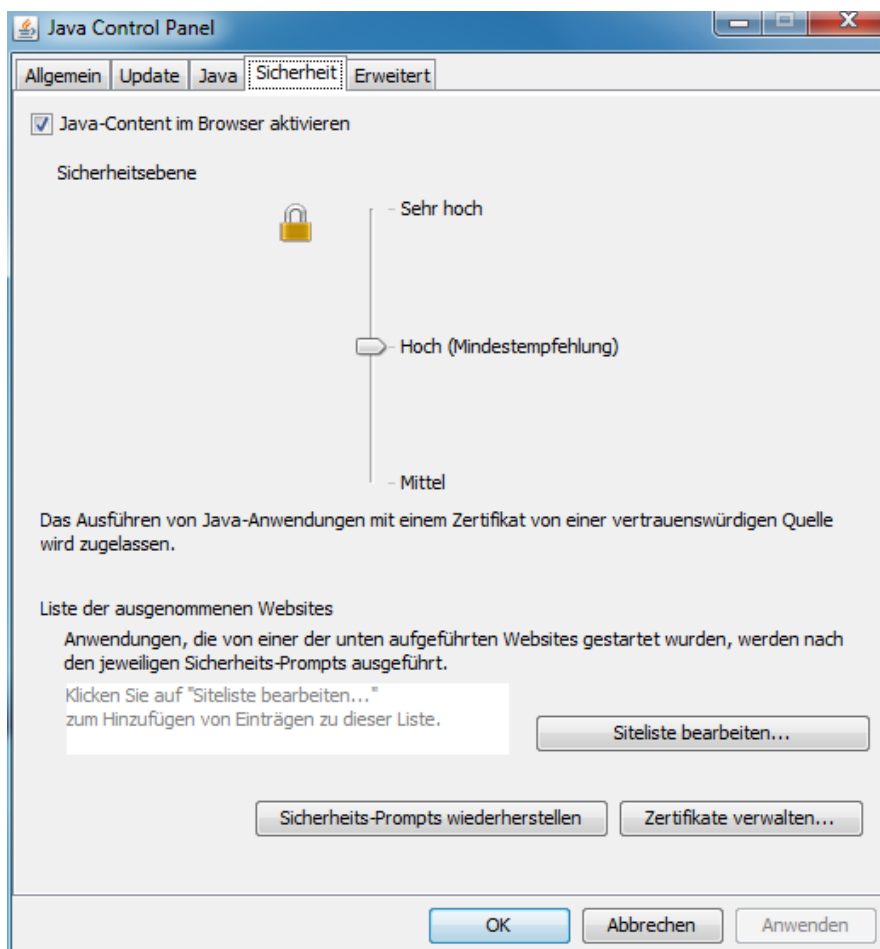 Java Control Panel
Allgemein Update Java Sicherheit Erweitert
Java-Content im Browser aktivieren
Sicherheitsebene
Sehr hoch
Hoch (Mindestempfehlung)
Mittel
Das Ausführen von Java-Anwendungen mit einem Zertifikat von einer vertrauenswürdigen Quelle
wird zugelassen.
Liste der ausgenommenen Websites
Anwendungen, die von einer der unten aufgeführten Websites gestartet wurden, werden nach
den jeweiligen Sicherheits-Prompts ausgeführt.
Klicken Sie auf "Siteliste bearbeiten..."
zum Hinzufügen von Einträgen zu dieser Liste.
Siteliste bearbeiten...
Sicherheits-Prompts wiederherstellen Zertifikate verwalten...
OK Abbrechen Anwenden